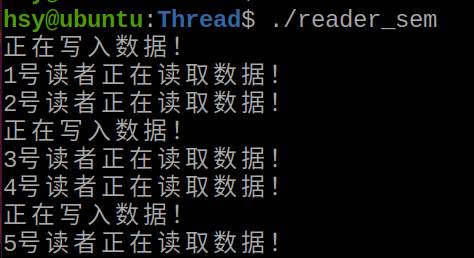 hsy@ubuntu:Thread$ ./reader_sem
正在写入数据！
1号读者正在读取数据！
2号读者正在读取数据！
正在写入数据！
3号读者正在读取数据！
4号读者正在读取数据！
正在写入数据！
5号读者正在读取数据！